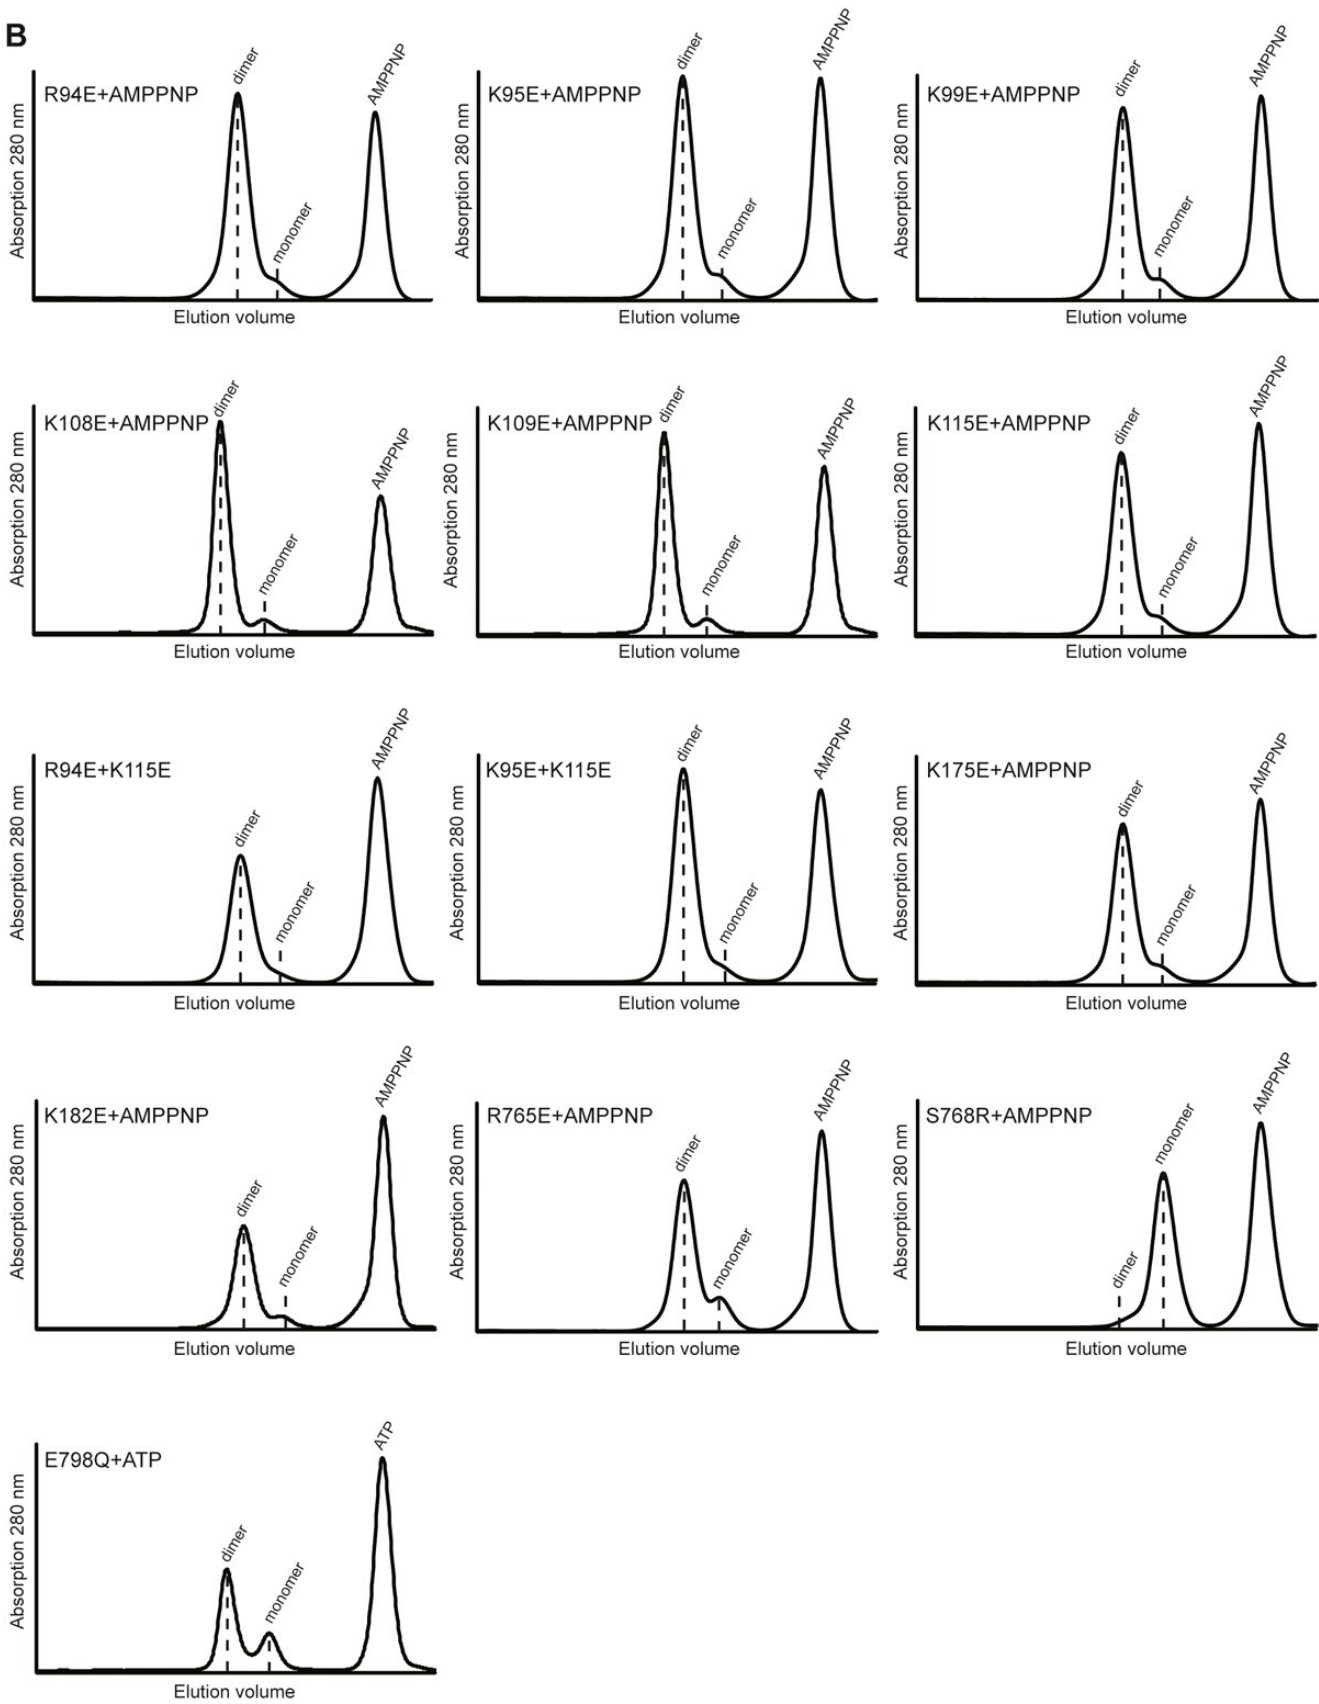 B
R94E+AMPPNP
dimer
monomer
AMPPNP
Absorption 280 nm
Elution volume
K95E+AMPPNP
dimer
monomer
AMPPNP
Absorption 280 nm
Elution volume
K99E+AMPPNP
dimer
monomer
AMPPNP
Absorption 280 nm
Elution volume
K108E+AMPPNP
dimer
monomer
AMPPNP
Absorption 280 nm
Elution volume
K109E+AMPPNP
dimer
monomer
AMPPNP
Absorption 280 nm
Elution volume
K115E+AMPPNP
dimer
monomer
AMPPNP
Absorption 280 nm
Elution volume
R94E+K115E
dimer
monomer
AMPPNP
Absorption 280 nm
Elution volume
K95E+K115E
dimer
monomer
AMPPNP
Absorption 280 nm
Elution volume
K175E+AMPPNP
dimer
monomer
AMPPNP
Absorption 280 nm
Elution volume
K182E+AMPPNP
dimer
monomer
AMPPNP
Absorption 280 nm
Elution volume
R765E+AMPPNP
dimer
monomer
AMPPNP
Absorption 280 nm
Elution volume
S768R+AMPPNP
dimer
monomer
AMPPNP
Absorption 280 nm
Elution volume
E798Q+ATP
dimer
monomer
ATP
Absorption 280 nm
Elution volume